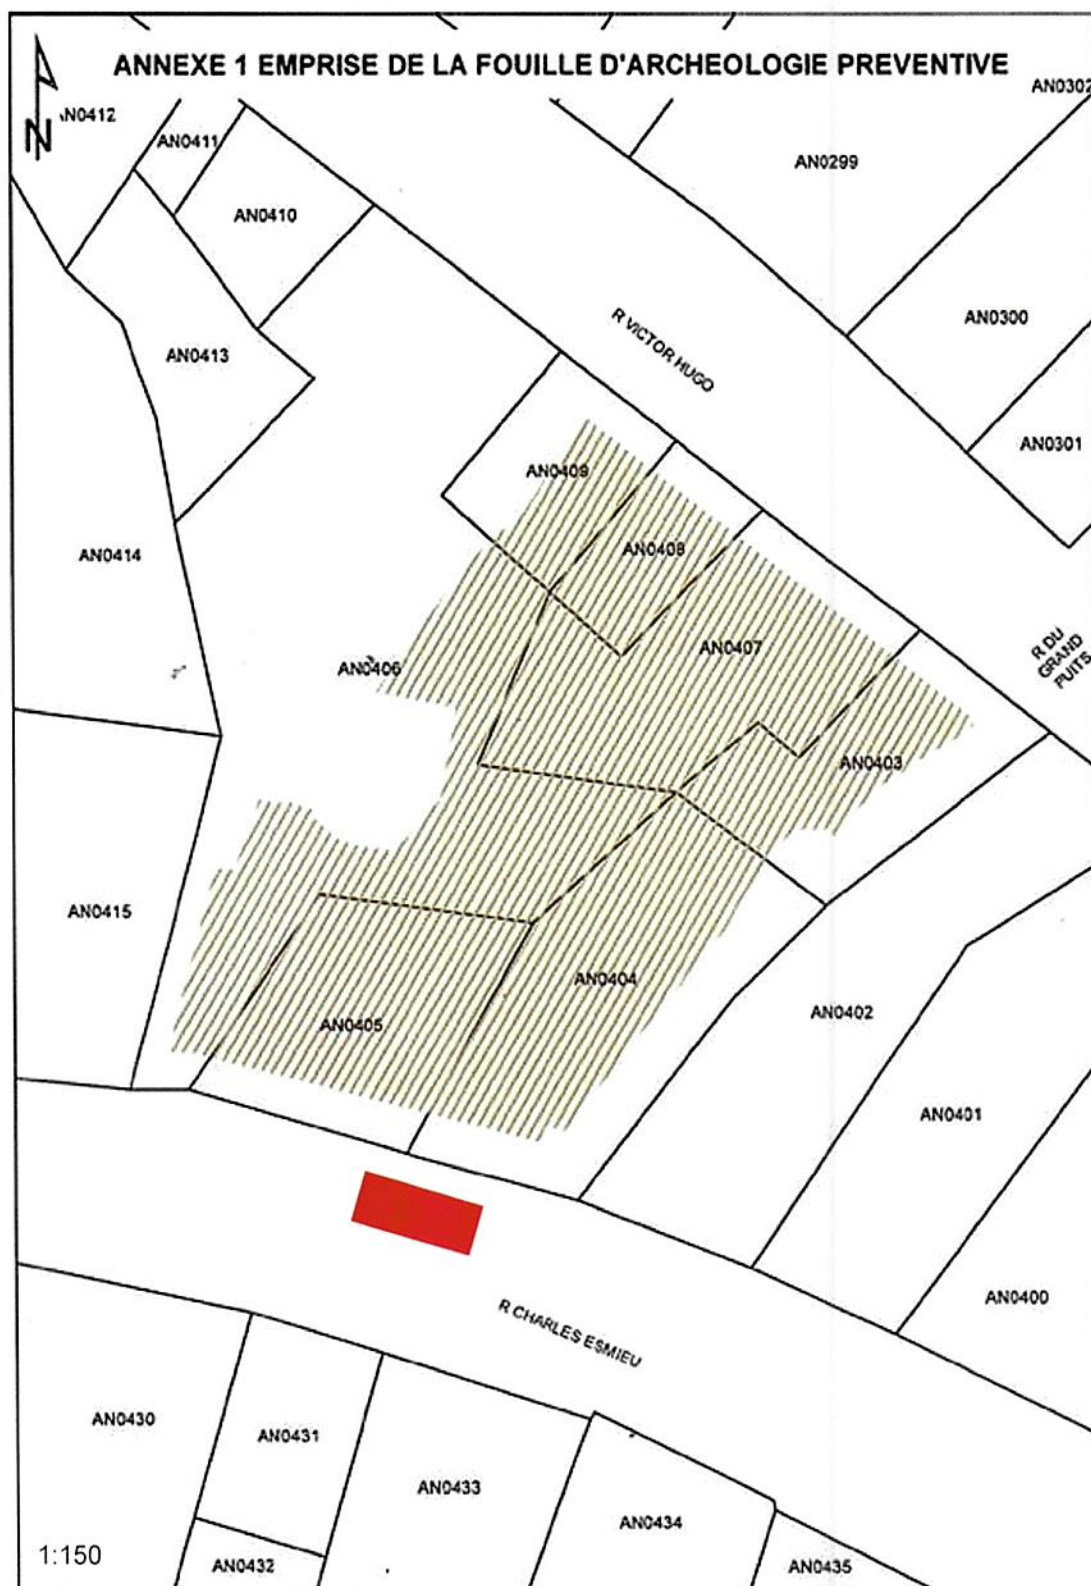 ANNEXE 1 EMPRISE DE LA FOUILLE D'ARCHEOLOGIE PREVENTIVE
N
AN0302
AN0412
AN0411
AN0299
AN0410
AN0300
R VICTOR HUGO
AN0413
AN0301
AN0409
AN0414
AN0408
AN0407
R DU
GRAND
PUITS
AN0406
AN0403
AN0415
AN0404
AN0402
AN0405
AN0401
AN0400
R CHARLES ESMIEU
AN0430
AN0431
AN0433
AN0434
1:150
AN0432
AN0435